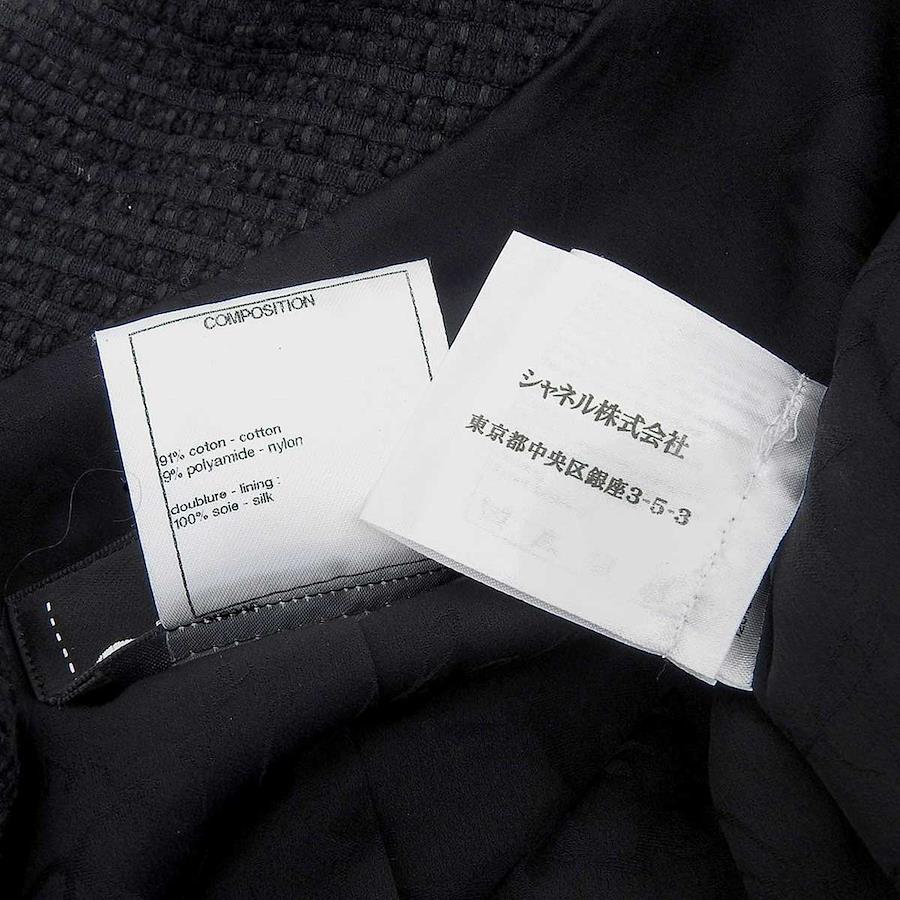 COMPOSITION
91% coton - cotton
9% polyamide - nylon
doublure - lining :
100% soie - silk
シャネル株式会社
東京都中央区銀座3-5-3